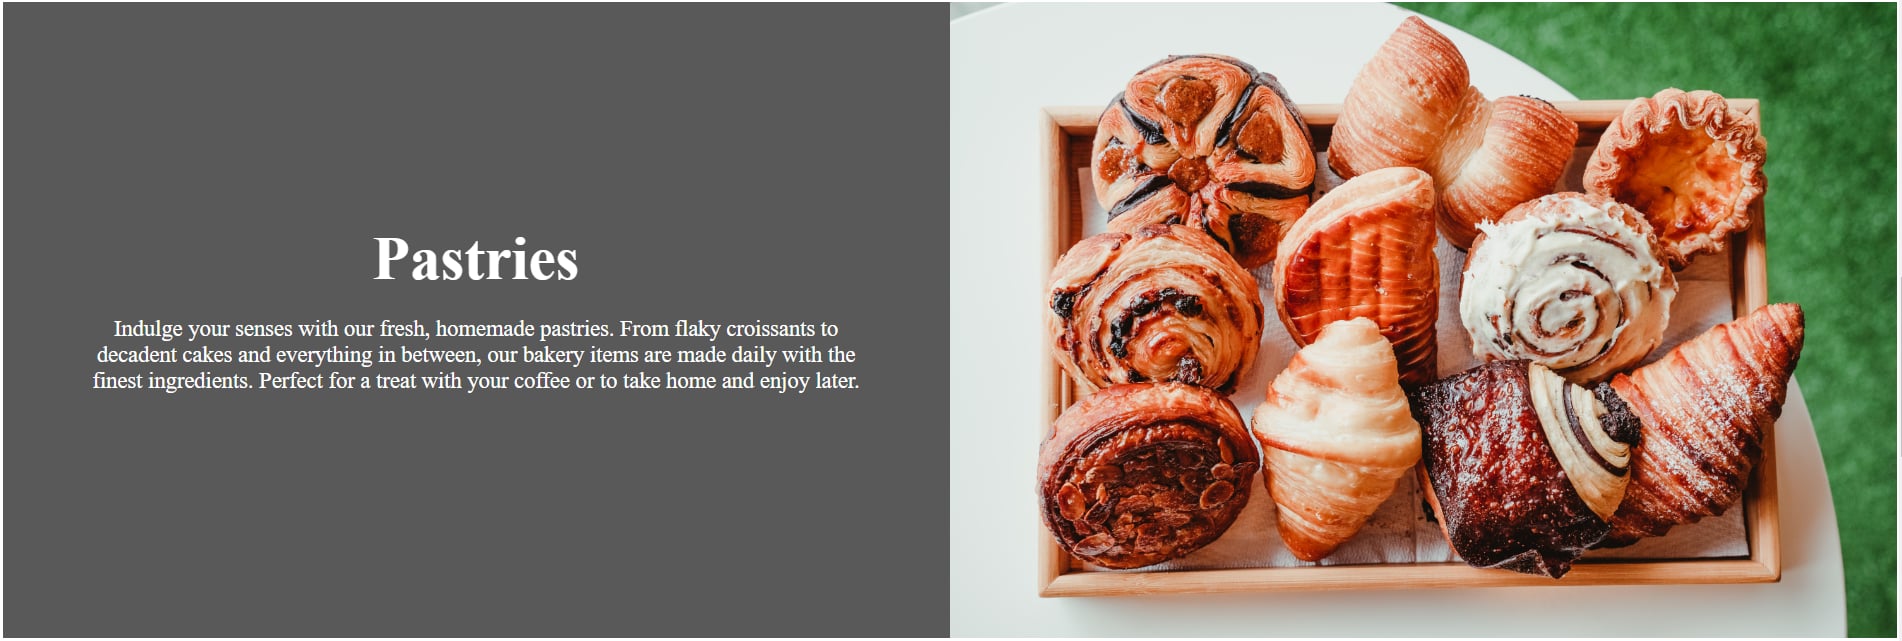 Pastries
Indulge your senses with our fresh, homemade pastries. From flaky croissants to
decadent cakes and everything in between, our bakery items are made daily with the
finest ingredients. Perfect for a treat with your coffee or to take home and enjoy later.